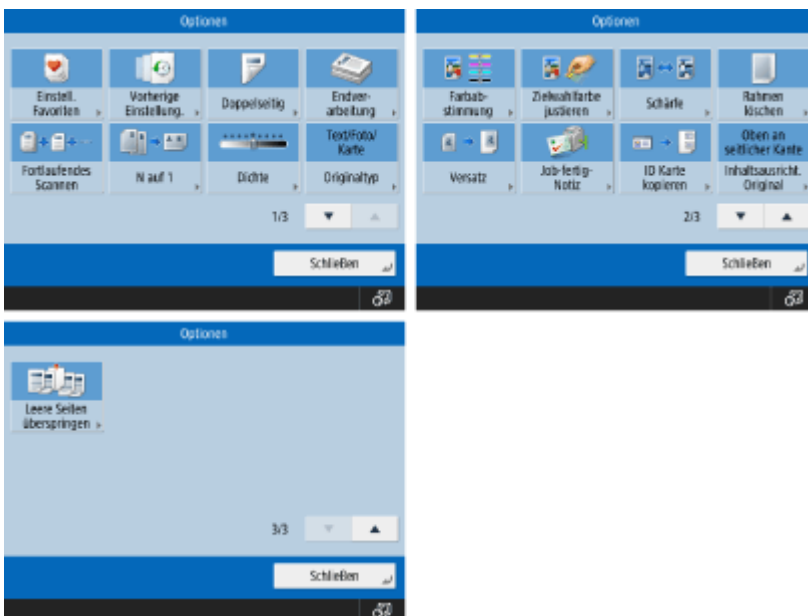 Optionen
Einstell.
Favoriten
Vorherige
Einstellung.
Doppelseitig
Endver-
arbeitung
Fortlaufendes
Scannen
N auf 1
Dichte
Text/Foto/
Karte
Originaltyp
1/3
Schließen
Optionen
Farbab-
stimmung
Zielwahlfarbe
justieren
Schärfe
Rahmen
löschen
Versatz
Job-fertig-
Notiz
ID Karte
kopieren
Oben an
seitlicher Kante
Inhaltsausricht.
Original
2/3
Schließen
Optionen
Leere Seiten
überspringen
3/3
Schließen